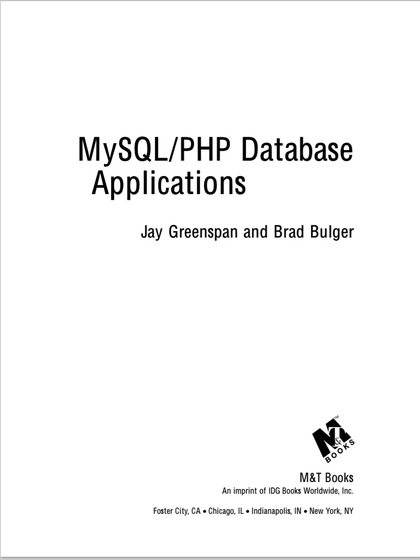 MySQL/PHP Database
Applications
Jay Greenspan and Brad Bulger
M&T
BOOKS
M&T Books
An imprint of IDG Books Worldwide, Inc.
Foster City, CA • Chicago, IL • Indianapolis, IN • New York, NY